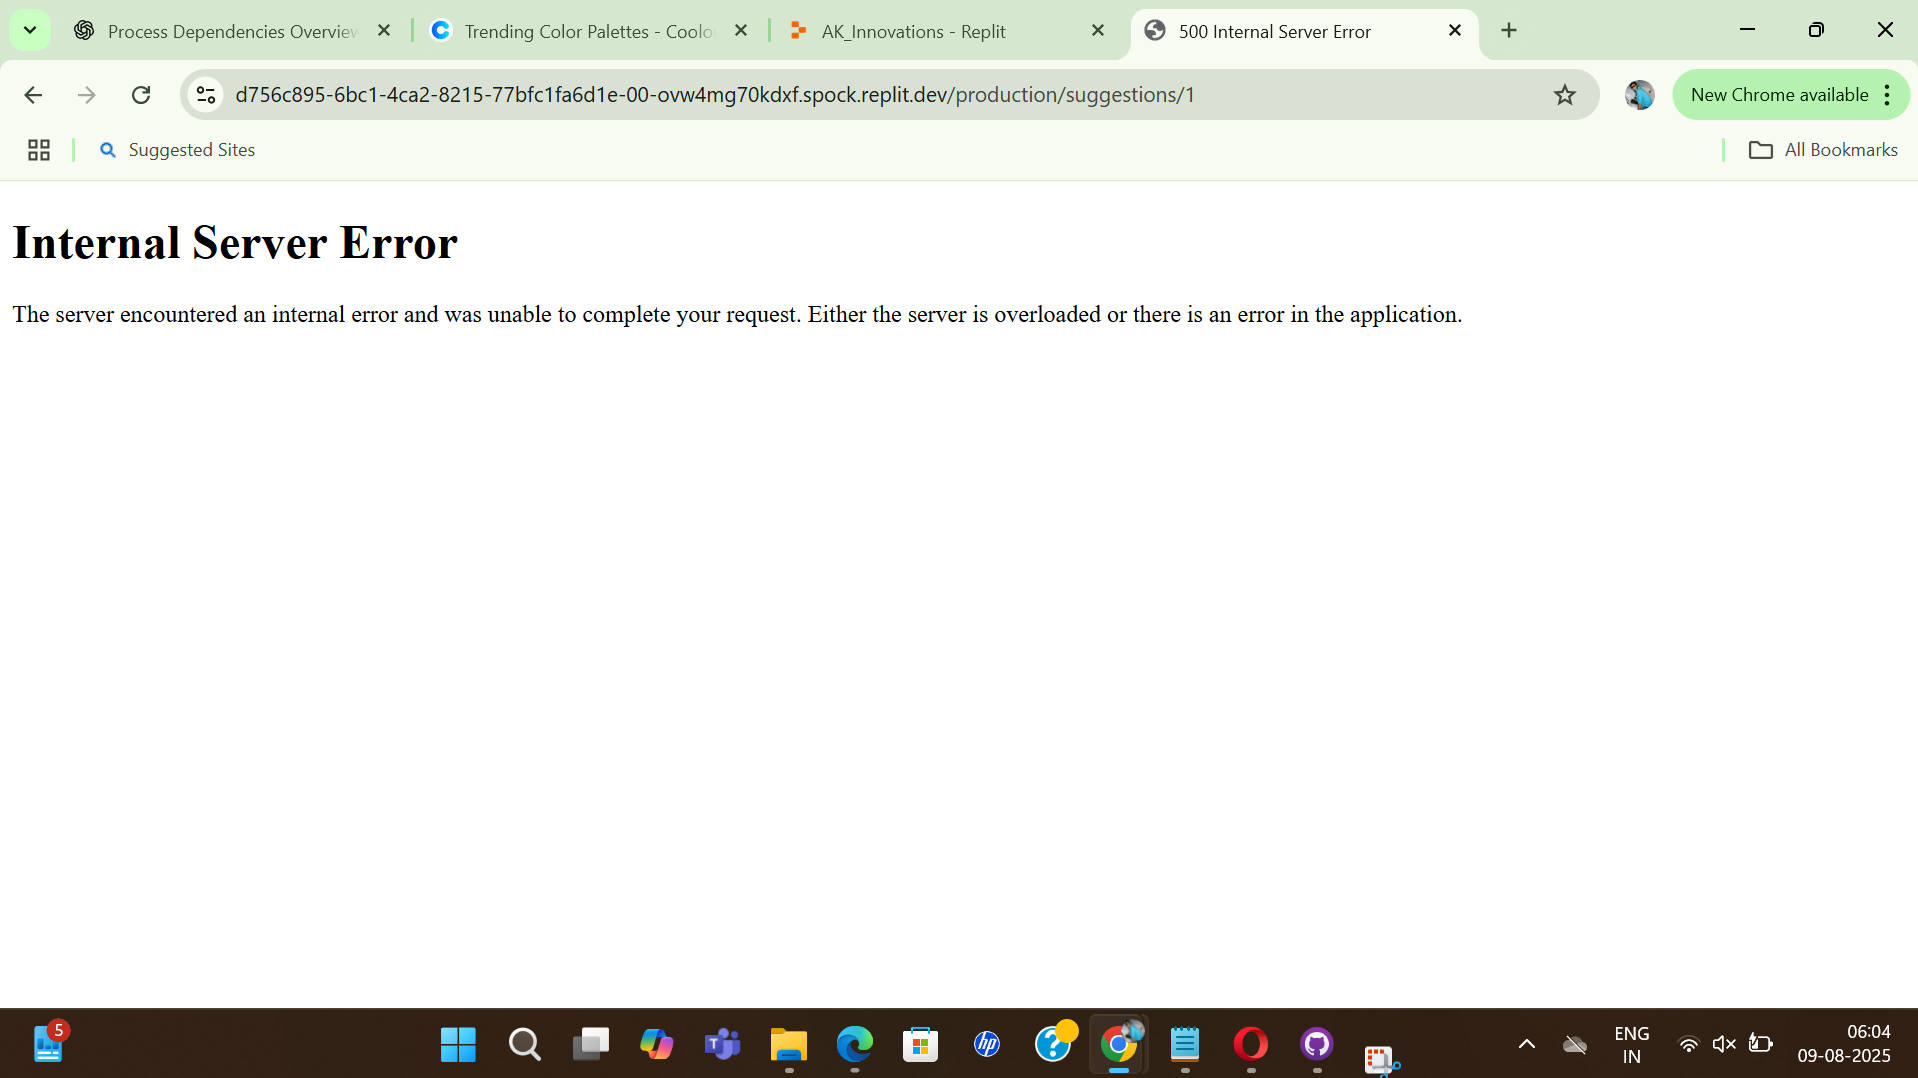 Process Dependencies Overview
Trending Color Palettes - Coolo
AK_Innovations - Replit
500 Internal Server Error
d756c895-6bc1-4ca2-8215-77bfc1fa6d1e-00-ovw4mg70kdxf.spock.replit.dev/production/suggestions/1
New Chrome available
Suggested Sites
All Bookmarks
Internal Server Error
The server encountered an internal error and was unable to complete your request. Either the server is overloaded or there is an error in the application.
5
T
hp
?
ENG
IN
06:04
09-08-2025